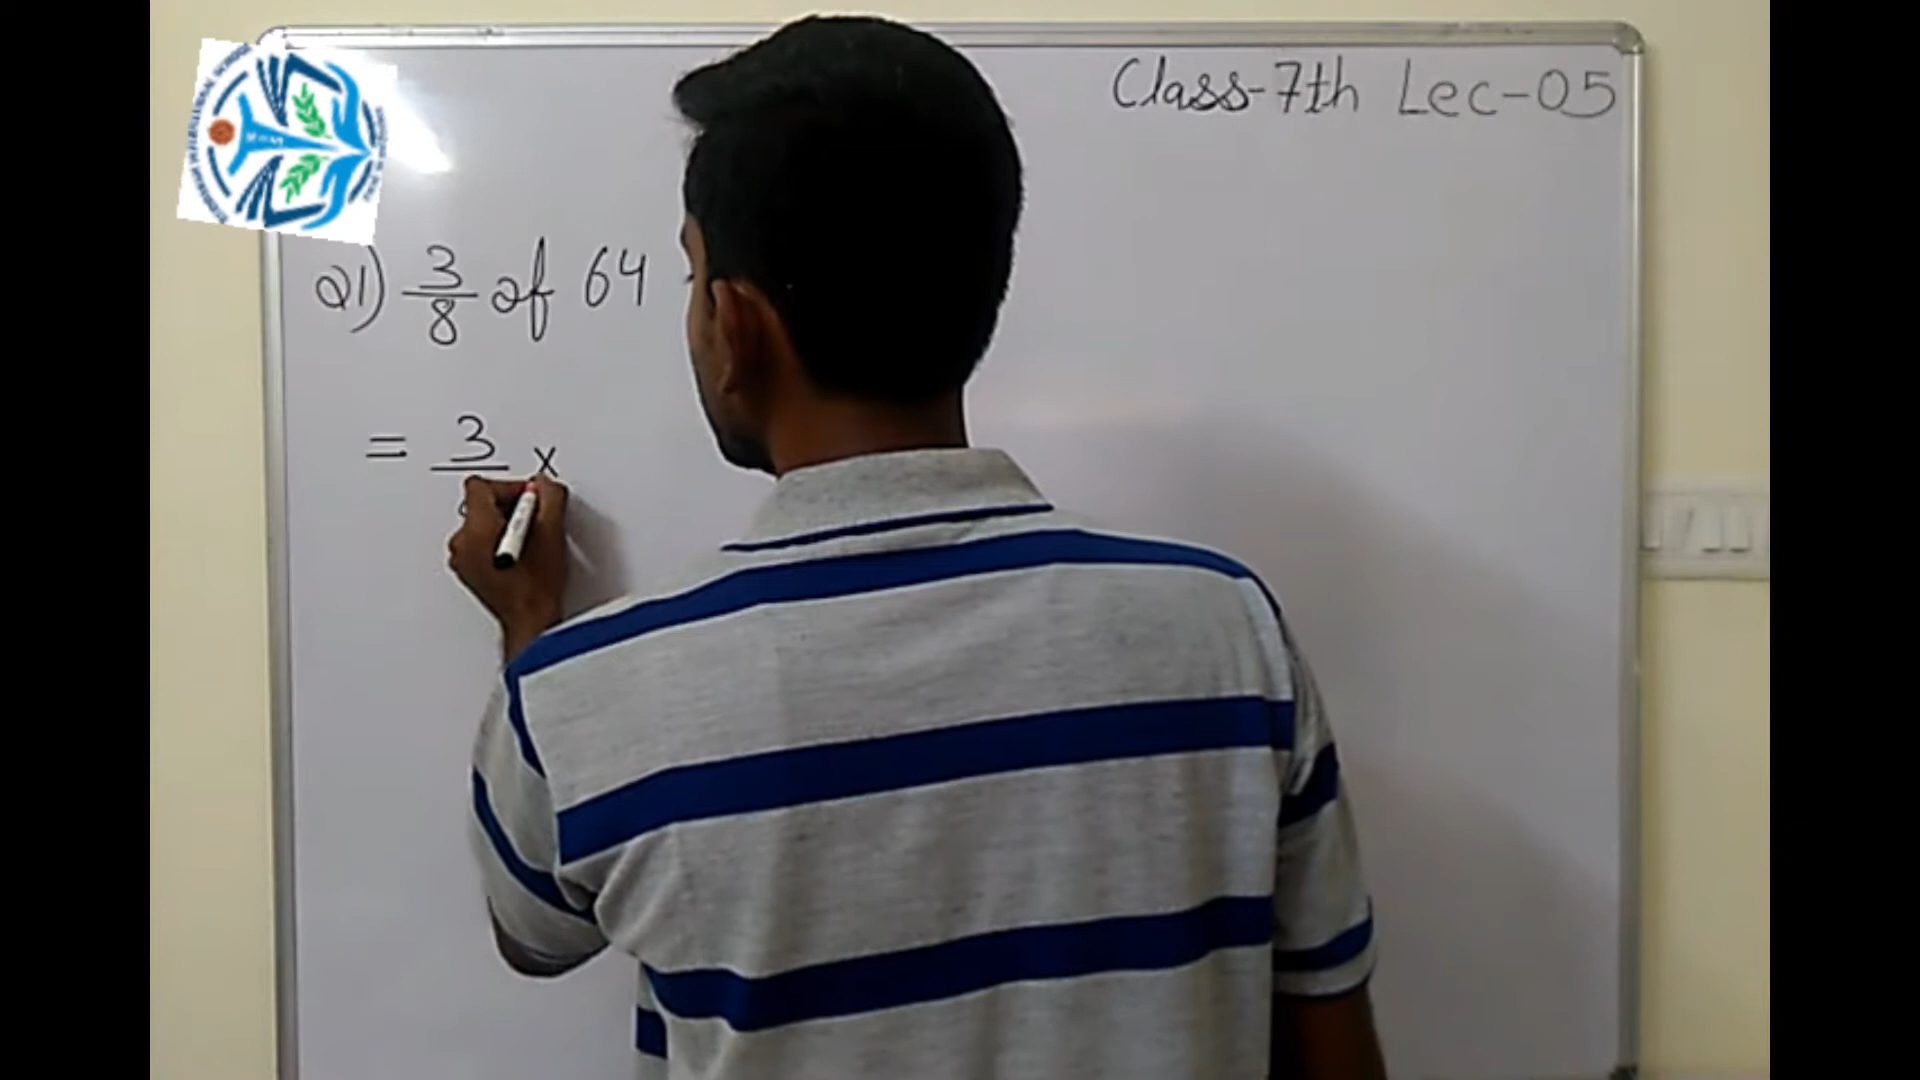 Class-7th Lec-05
Q1) 3/8 of 64
= 3/ ×